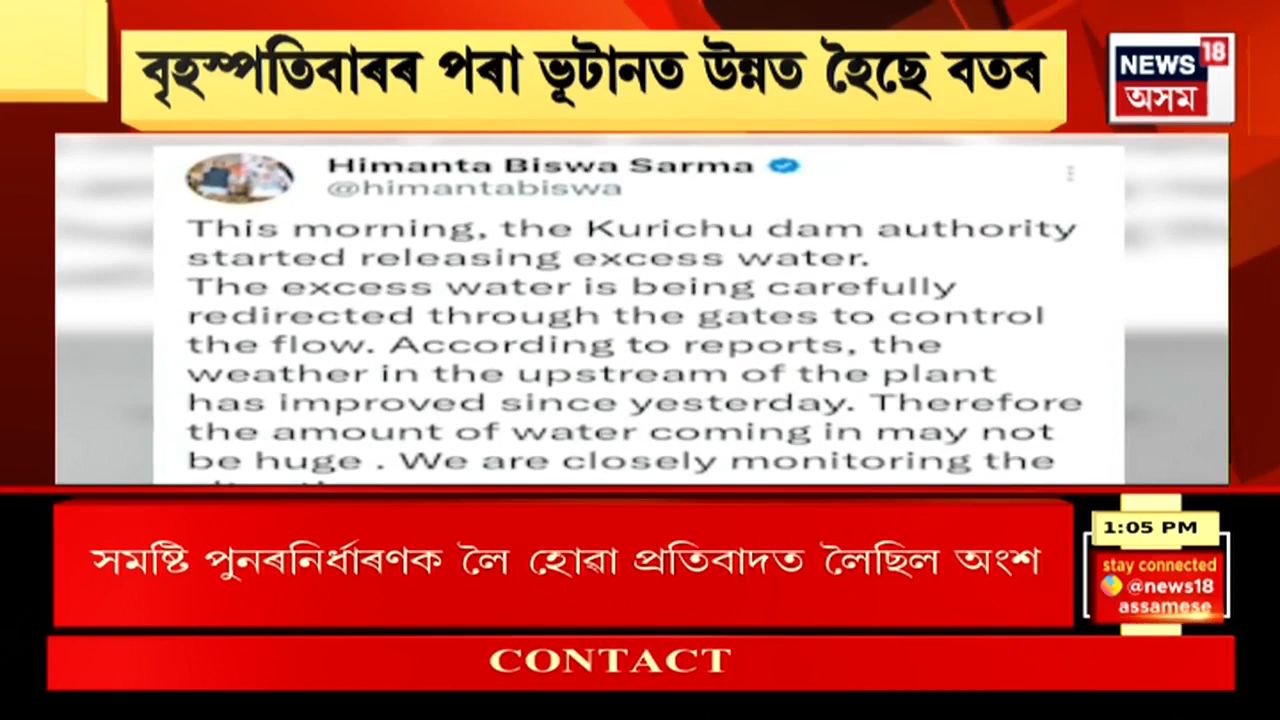 বৃহস্পতিবাৰৰ পৰা ভূটানত উন্নত হৈছে বতৰ
NEWS 18
অসম
Himanta Biswa Sarma
@himantabiswa
This morning, the Kurichu dam authority
started releasing excess water.
The excess water is being carefully
redirected through the gates to control
the flow. According to reports, the
weather in the upstream of the plant
has improved since yesterday. Therefore
the amount of water coming in may not
be huge . We are closely monitoring the
সমষ্টি পুনৰনিৰ্ধাৰণক লৈ হোৱা প্ৰতিবাদত লৈছিল অংশ
1:05 PM
stay connected
@news18
assamese
CONTACT